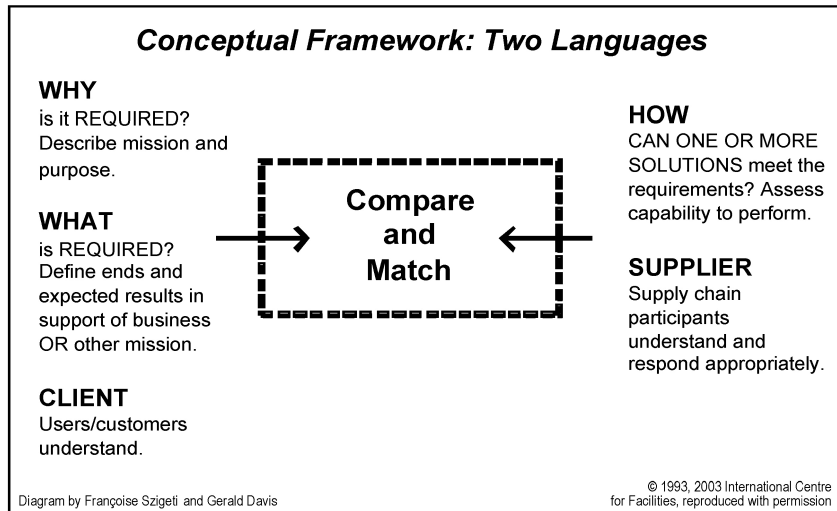 Conceptual Framework: Two Languages
WHY
is it REQUIRED?
Describe mission and
purpose.
WHAT
is REQUIRED?
Define ends and
expected results in
support of business
OR other mission.
CLIENT
Users/customers
understand.
Compare
and
Match
HOW
CAN ONE OR MORE
SOLUTIONS meet the
requirements? Assess
capability to perform.
SUPPLIER
Supply chain
participants
understand and
respond appropriately.
Diagram by Françoise Szigeti and Gerald Davis
© 1993, 2003 International Centre
for Facilities, reproduced with permission